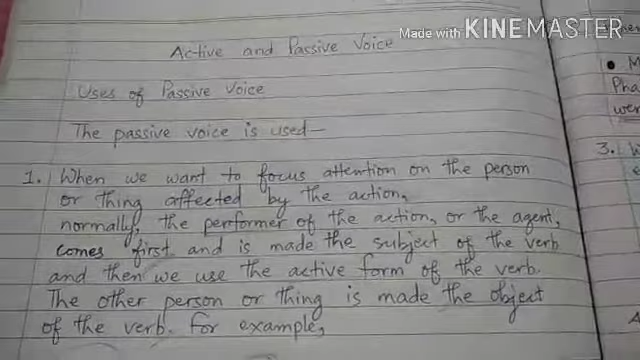 Made with KINEMASTER
Active and Passive Voice
Uses of Passive Voice
The passive voice is used—
1. When we want to focus attention on the person
or thing affected by the action,
normally, the performer of the action, or the agent,
comes first and is made the subject of the verb
and then we use the active form of the verb.
The other person or thing is made the object
of the verb. For example,
• M
Pha
wer
3. W